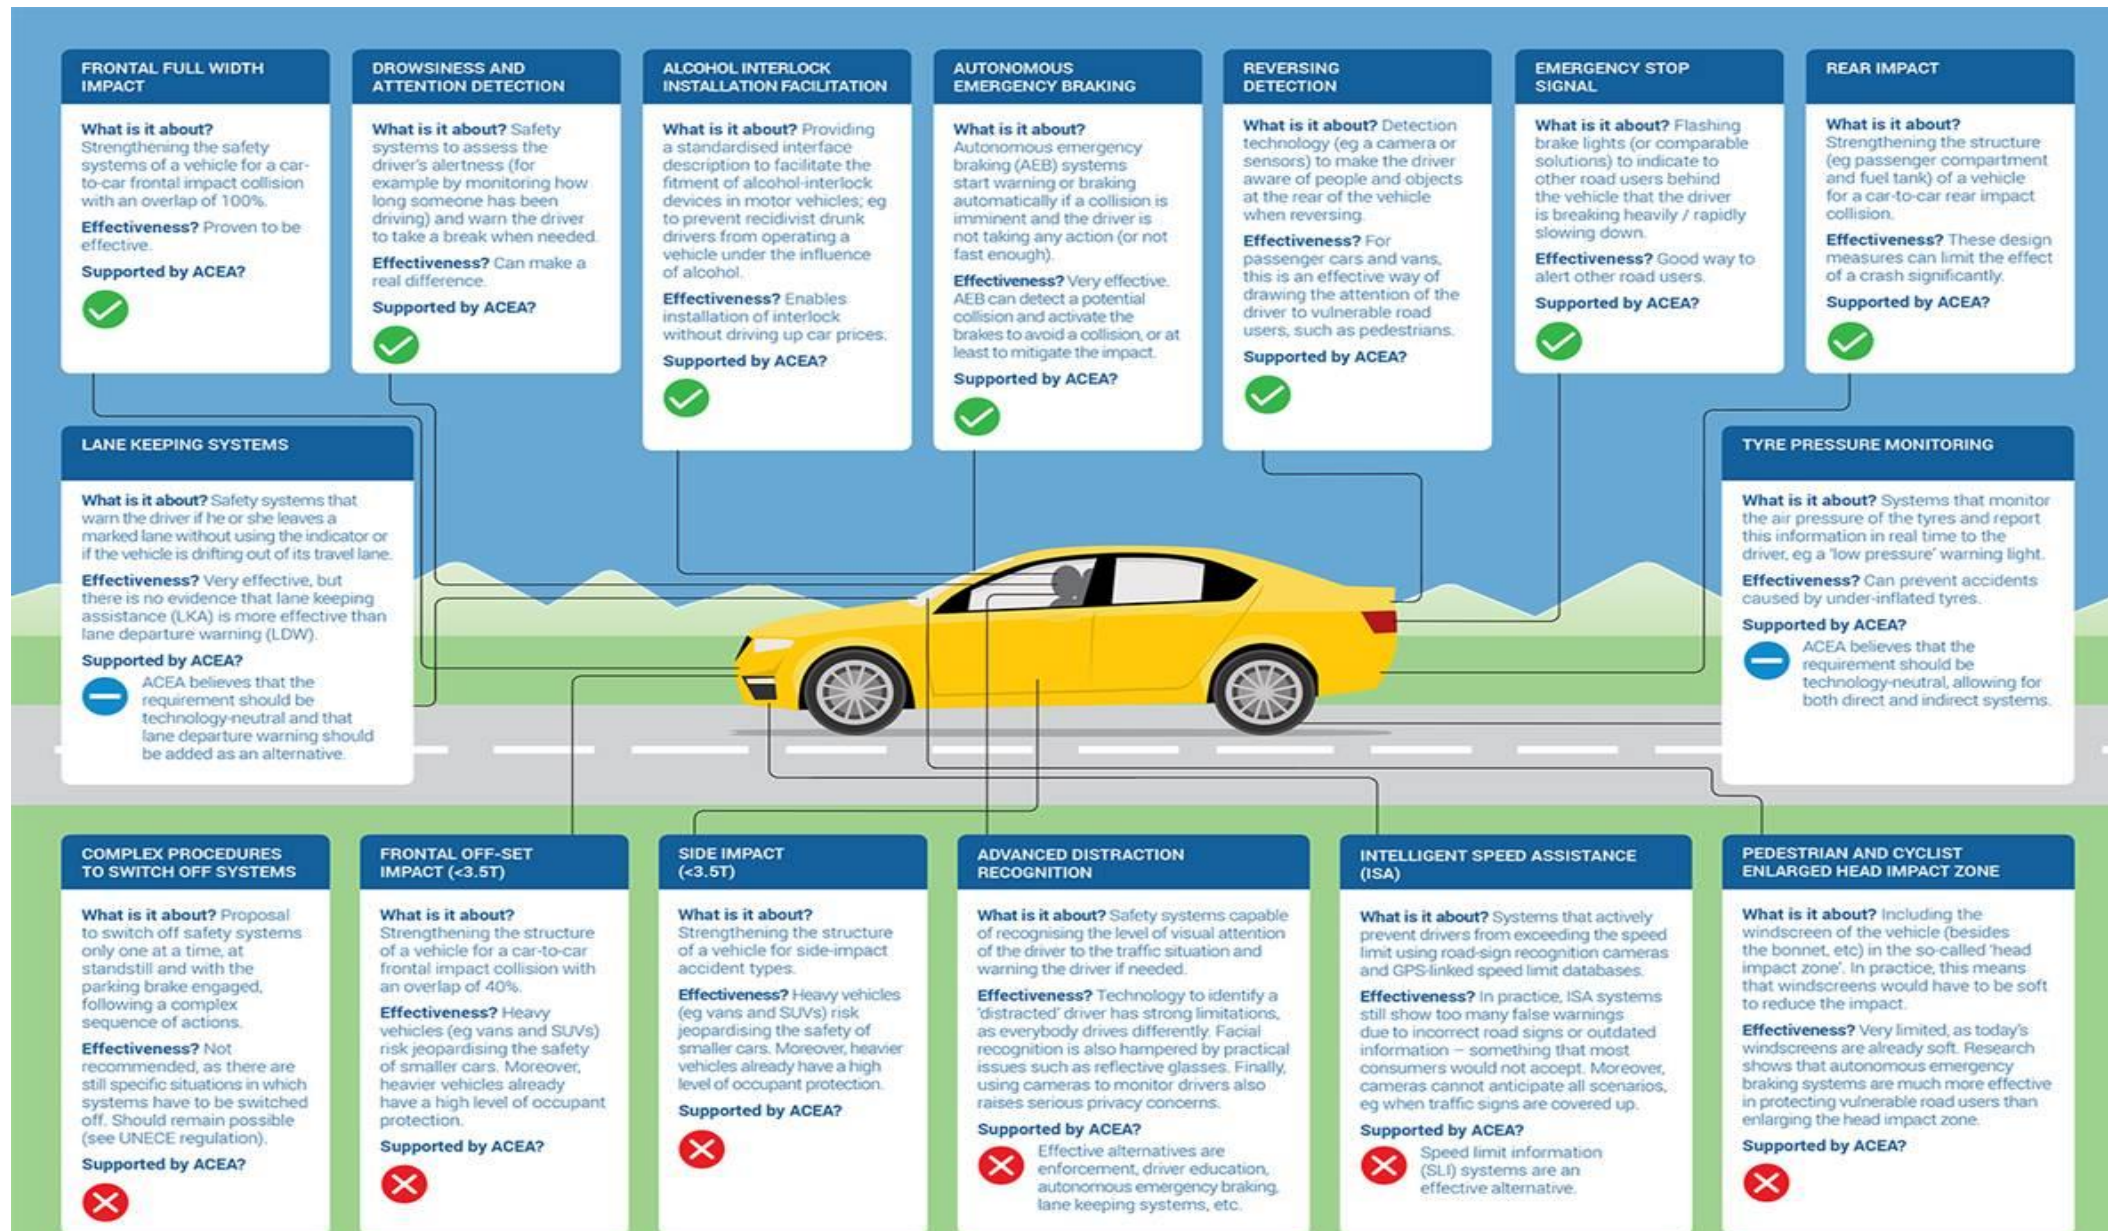 FRONTAL FULL WIDTH
IMPACT
What is it about?
Strengthening the safety
systems of a vehicle for a car-
to-car frontal impact collision
with an overlap of 100%.
Effectiveness? Proven to be
effective.
Supported by ACEA?
DROWSINESS AND
ATTENTION DETECTION
What is it about? Safety
systems to assess the
driver's alertness (for
example by monitoring how
long someone has been
driving) and warn the driver
to take a break when needed.
Effectiveness? Can make a
real difference.
Supported by ACEA?
ALCOHOL INTERLOCK
INSTALLATION FACILITATION
What is it about? Providing
a standardised interface
description to facilitate the
fitment of alcohol-interlock
devices in motor vehicles; eg
to prevent recidivist drunk
drivers from operating a
vehicle under the influence
of alcohol.
Effectiveness? Enables
installation of interlock
without driving up car prices.
Supported by ACEA?
AUTONOMOUS
EMERGENCY BRAKING
What is it about?
Autonomous emergency
braking (AEB) systems
start warning or braking
automatically if a collision is
imminent and the driver is
not taking any action (or not
fast enough).
Effectiveness? Very effective.
AEB can detect a potential
collision and activate the
brakes to avoid a collision, or at
least to mitigate the impact.
Supported by ACEA?
REVERSING
DETECTION
What is it about? Detection
technology (eg a camera or
sensors) to make the driver
aware of people and objects
at the rear of the vehicle
when reversing.
Effectiveness? For
passenger cars and vans,
this is an effective way of
drawing the attention of the
driver to vulnerable road
users, such as pedestrians.
Supported by ACEA?
EMERGENCY STOP
SIGNAL
What is it about? Flashing
brake lights (or comparable
solutions) to indicate to
other road users behind
the vehicle that the driver
is breaking heavily / rapidly
slowing down.
Effectiveness? Good way to
alert other road users.
Supported by ACEA?
REAR IMPACT
What is it about?
Strengthening the structure
(eg passenger compartment
and fuel tank) of a vehicle
for a car-to-car rear impact
collision.
Effectiveness? These design
measures can limit the effect
of a crash significantly.
Supported by ACEA?
LANE KEEPING SYSTEMS
What is it about? Safety systems that
warn the driver if he or she leaves a
marked lane without using the indicator or
if the vehicle is drifting out of its travel lane.
Effectiveness? Very effective, but
there is no evidence that lane keeping
assistance (LKA) is more effective than
lane departure warning (LDW).
Supported by ACEA?
ACEA believes that the
requirement should be
technology-neutral and that
lane departure warning should
be added as an alternative.
TYRE PRESSURE MONITORING
What is it about? Systems that monitor
the air pressure of the tyres and report
this information in real time to the
driver, eg a 'low pressure' warning light.
Effectiveness? Can prevent accidents
caused by under-inflated tyres.
Supported by ACEA?
ACEA believes that the
requirement should be
technology-neutral, allowing for
both direct and indirect systems.
COMPLEX PROCEDURES
TO SWITCH OFF SYSTEMS
What is it about? Proposal
to switch off safety systems
only one at a time, at
standstill and with the
parking brake engaged,
following a complex
sequence of actions.
Effectiveness? Not
recommended, as there are
still specific situations in which
systems have to be switched
off. Should remain possible
(see UNECE regulation).
Supported by ACEA?
FRONTAL OFF-SET
IMPACT (<3.5T)
What is it about?
Strengthening the structure
of a vehicle for a car-to-car
frontal impact collision with
an overlap of 40%.
Effectiveness? Heavy
vehicles (eg vans and SUVs)
risk jeopardising the safety
of smaller cars. Moreover,
heavier vehicles already
have a high level of occupant
protection.
Supported by ACEA?
SIDE IMPACT
(<3.5T)
What is it about?
Strengthening the structure
of a vehicle for side-impact
accident types.
Effectiveness? Heavy vehicles
(eg vans and SUVs) risk
jeopardising the safety of
smaller cars. Moreover, heavier
vehicles already have a high
level of occupant protection.
Supported by ACEA?
ADVANCED DISTRACTION
RECOGNITION
What is it about? Safety systems capable
of recognising the level of visual attention
of the driver to the traffic situation and
warning the driver if needed.
Effectiveness? Technology to identify a
'distracted' driver has strong limitations,
as everybody drives differently. Facial
recognition is also hampered by practical
issues such as reflective glasses. Finally,
using cameras to monitor drivers also
raises serious privacy concerns.
Supported by ACEA?
Effective alternatives are
enforcement, driver education,
autonomous emergency braking,
lane keeping systems, etc.
INTELLIGENT SPEED ASSISTANCE
(ISA)
What is it about? Systems that actively
prevent drivers from exceeding the speed
limit using road-sign recognition cameras
and GPS-linked speed limit databases.
Effectiveness? In practice, ISA systems
still show too many false warnings
due to incorrect road signs or outdated
information – something that most
consumers would not accept. Moreover,
cameras cannot anticipate all scenarios,
eg when traffic signs are covered up.
Supported by ACEA?
Speed limit information
(SLI) systems are an
effective alternative.
PEDESTRIAN AND CYCLIST
ENLARGED HEAD IMPACT ZONE
What is it about? Including the
windscreen of the vehicle (besides
the bonnet, etc) in the so-called 'head
impact zone'. In practice, this means
that windscreens would have to be soft
to reduce the impact.
Effectiveness? Very limited, as today's
windscreens are already soft. Research
shows that autonomous emergency
braking systems are much more effective
in protecting vulnerable road users than
enlarging the head impact zone.
Supported by ACEA?